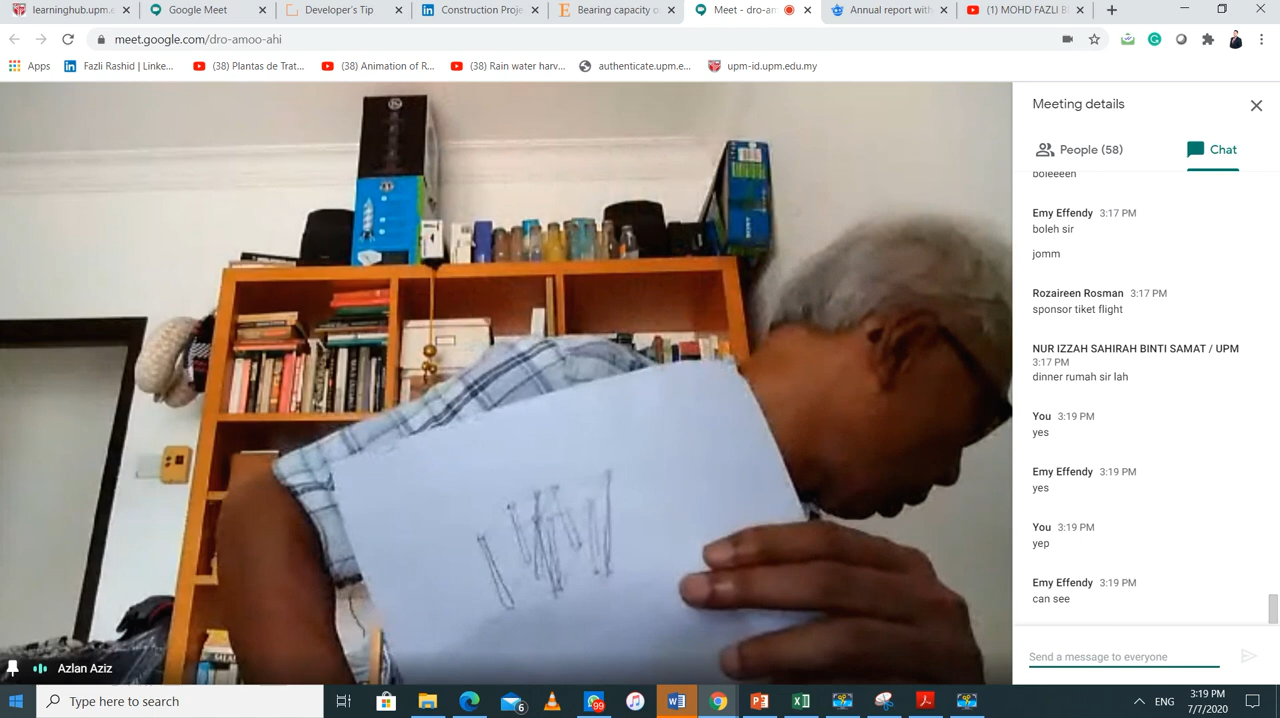 learninghub.upm.e
Google Meet
Developer's Tip
Construction Proje
Bearing capacity o
Meet - dro-am
Annual report with
(1) MOHD FAZLI B
meet.google.com/dro-amoo-ahi
Apps
Fazli Rashid | Linke...
(38) Plantas de Trat...
(38) Animation of R...
(38) Rain water harv...
authenticate.upm.e...
upm-id.upm.edu.my
Meeting details
People (58)
Chat
boleeeen
Emy Effendy 3:17 PM
boleh sir
jomm
Rozaireen Rosman 3:17 PM
sponsor tiket flight
NUR IZZAH SAHIRAH BINTI SAMAT / UPM
3:17 PM
dinner rumah sir lah
You 3:19 PM
yes
Emy Effendy 3:19 PM
yes
You 3:19 PM
yep
Emy Effendy 3:19 PM
can see
Send a message to everyone
SONY
Azlan Aziz
Type here to search
6
99
ENG
3:19 PM
7/7/2020